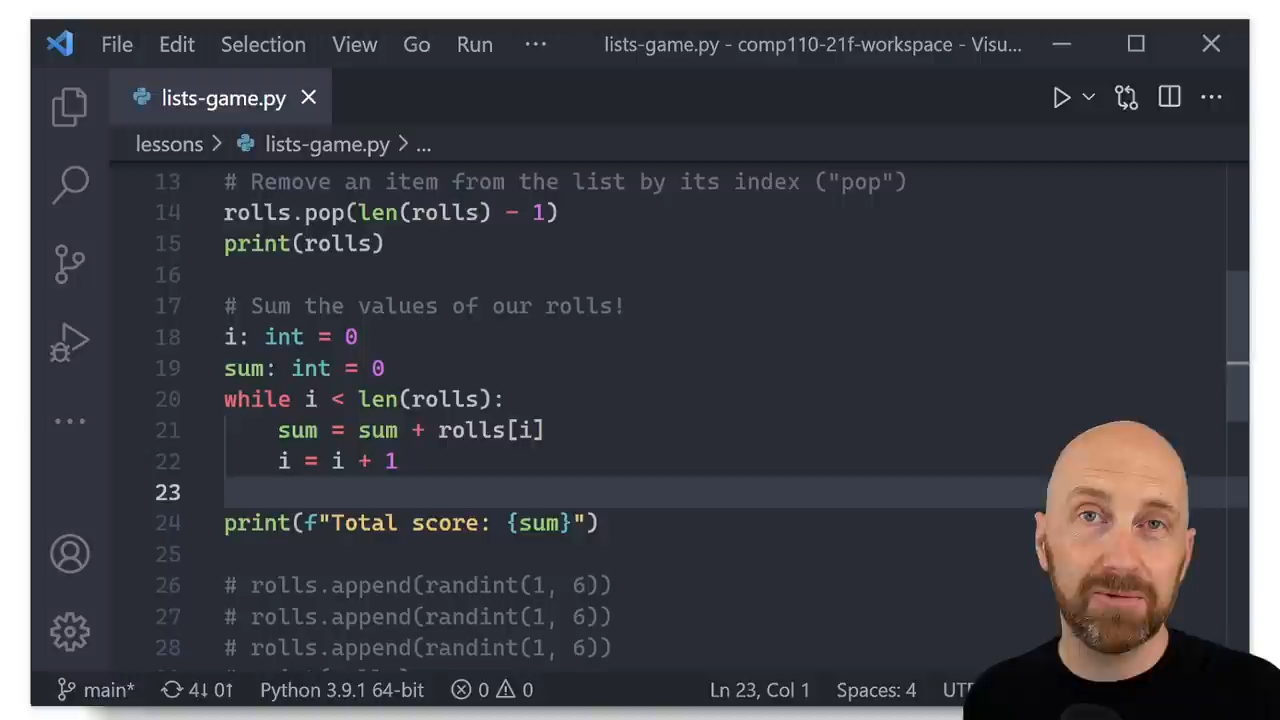 File Edit Selection View Go Run ··· lists-game.py - comp110-21f-workspace - Visu...
lists-game.py
lessons > lists-game.py > ...
13 # Remove an item from the list by its index ("pop")
14 rolls.pop(len(rolls) - 1)
15 print(rolls)
16
17 # Sum the values of our rolls!
18 i: int = 0
19 sum: int = 0
20 while i < len(rolls):
21 sum = sum + rolls[i]
22 i = i + 1
23
24 print(f"Total score: {sum}")
25
26 # rolls.append(randint(1, 6))
27 # rolls.append(randint(1, 6))
28 # rolls.append(randint(1, 6))
main* 4↓ 0↑ Python 3.9.1 64-bit 0 0 Ln 23, Col 1 Spaces: 4